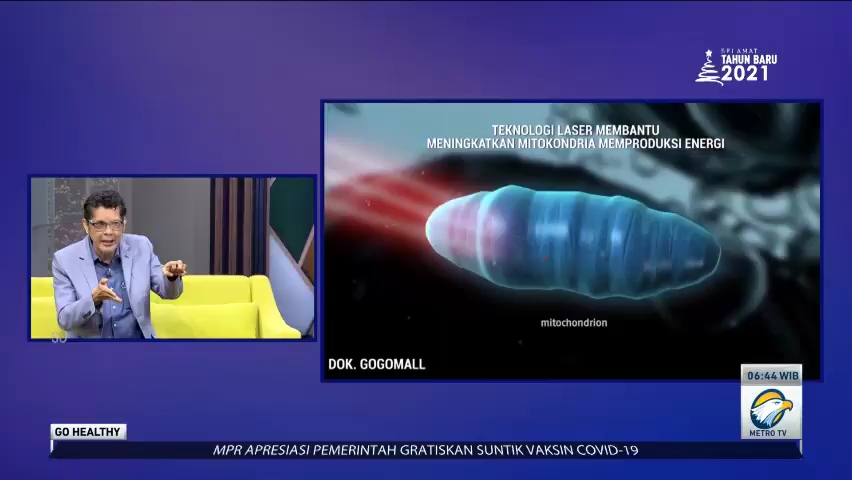 SELAMAT
TAHUN BARU
2021
TEKNOLOGI LASER MEMBANTU
MENINGKATKAN MITOKONDRIA MEMPRODUKSI ENERGI
mitochondrion
DOK. GOGOMALL
06:44 WIB
METRO TV
GO HEALTHY
MPR APRESIASI PEMERINTAH GRATISKAN SUNTIK VAKSIN COVID-19